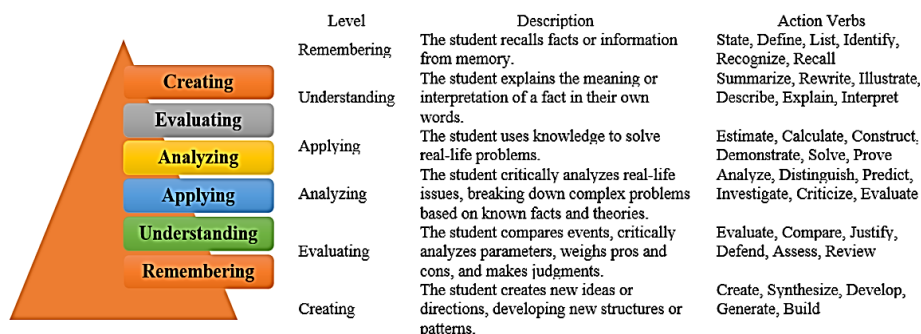 Creating
Evaluating
Analyzing
Applying
Understanding
Remembering
Level Description Action Verbs
Remembering
The student recalls facts or information
from memory.
State, Define, List, Identify,
Recognize, Recall
Understanding
The student explains the meaning or
interpretation of a fact in their own
words.
Summarize, Rewrite, Illustrate,
Describe, Explain, Interpret
Applying
The student uses knowledge to solve
real-life problems.
Estimate, Calculate, Construct,
Demonstrate, Solve, Prove
Analyzing
The student critically analyzes real-life
issues, breaking down complex problems
based on known facts and theories.
Analyze, Distinguish, Predict,
Investigate, Criticize, Evaluate
Evaluating
The student compares events, critically
analyzes parameters, weighs pros and
cons, and makes judgments.
Evaluate, Compare, Justify,
Defend, Assess, Review
Creating
The student creates new ideas or
directions, developing new structures or
patterns.
Create, Synthesize, Develop,
Generate, Build